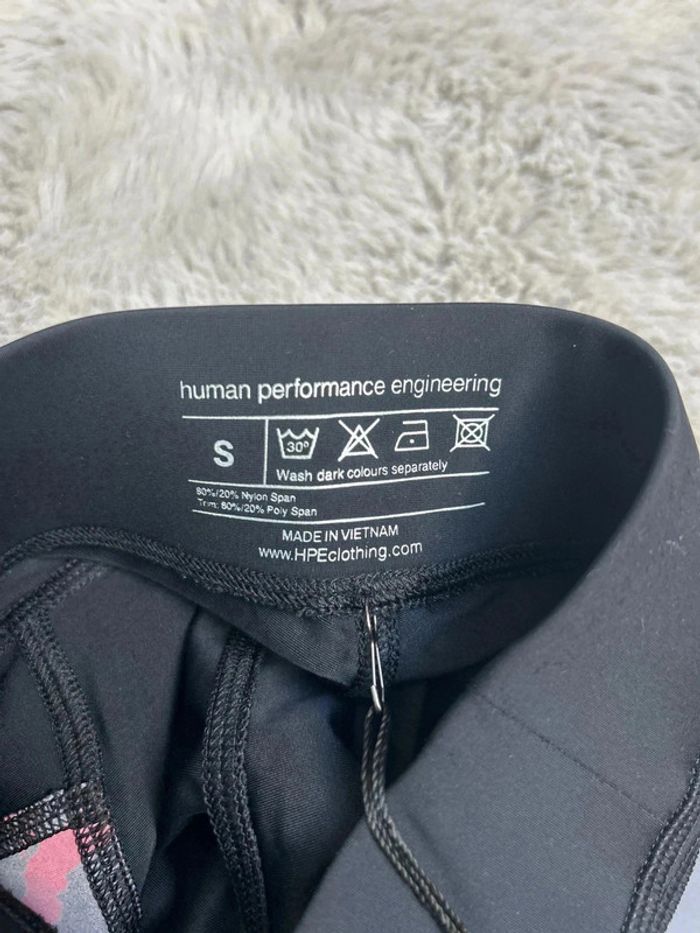 human performance engineering
S
30°
Wash dark colours separately
80%/20% Nylon Span
Trim: 80%/20% Poly Span
MADE IN VIETNAM
www.HPEclothing.com